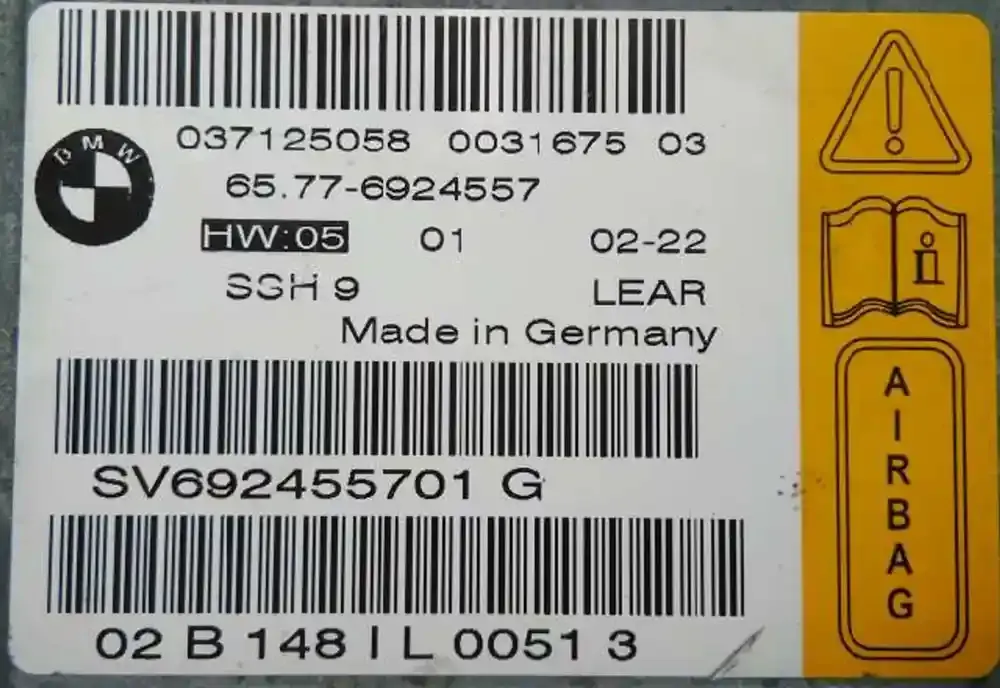 037125058 0031675 03
BMW
65.77-6924557
HW:05 01 02-22
SGH 9 LEAR
Made in Germany
SV692455701 G
02 B 148 I L 0051 3
i
AIRBAG